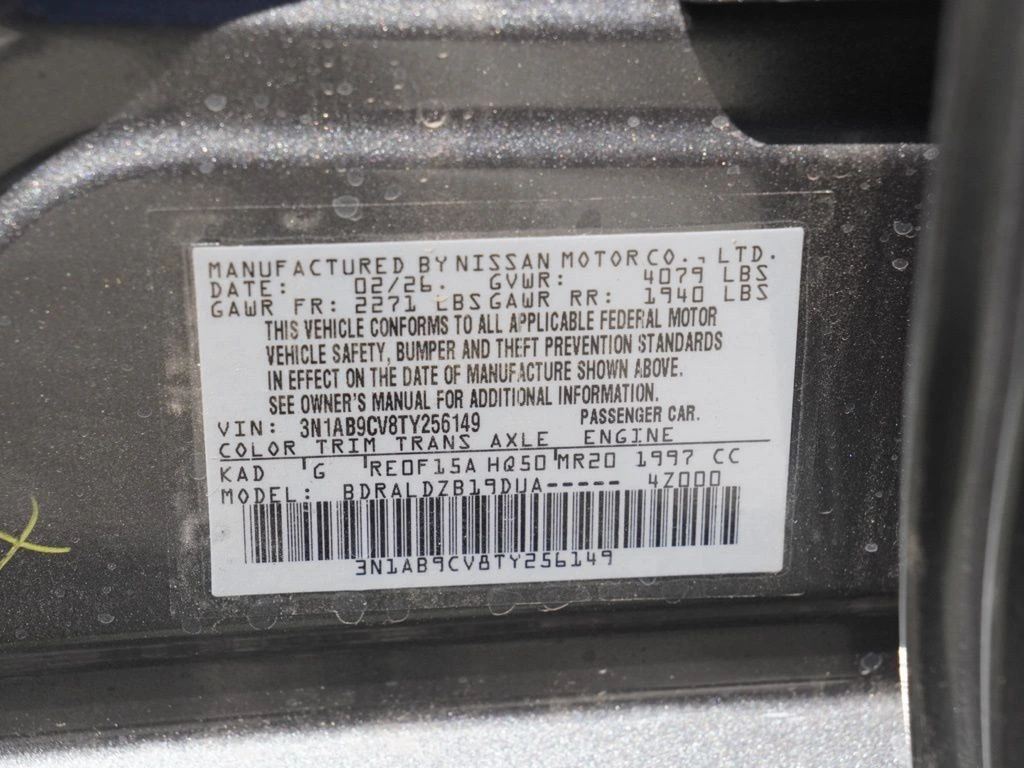 MANUFACTURED BY NISSAN MOTOR CO., LTD.
DATE: 02/26. GVWR: 4079 LBS
GAWR FR: 2271 LBS GAWR RR: 1940 LBS
THIS VEHICLE CONFORMS TO ALL APPLICABLE FEDERAL MOTOR
VEHICLE SAFETY, BUMPER AND THEFT PREVENTION STANDARDS
IN EFFECT ON THE DATE OF MANUFACTURE SHOWN ABOVE.
SEE OWNER'S MANUAL FOR ADDITIONAL INFORMATION.
VIN: 3N1AB9CV8TY256149 PASSENGER CAR.
COLOR TRIM TRANS AXLE ENGINE
KAD G RE0F15A HQ50 MR20 1997 CC
MODEL: BDRALDZB19DUA----- 4Z000
3N1AB9CV8TY256149